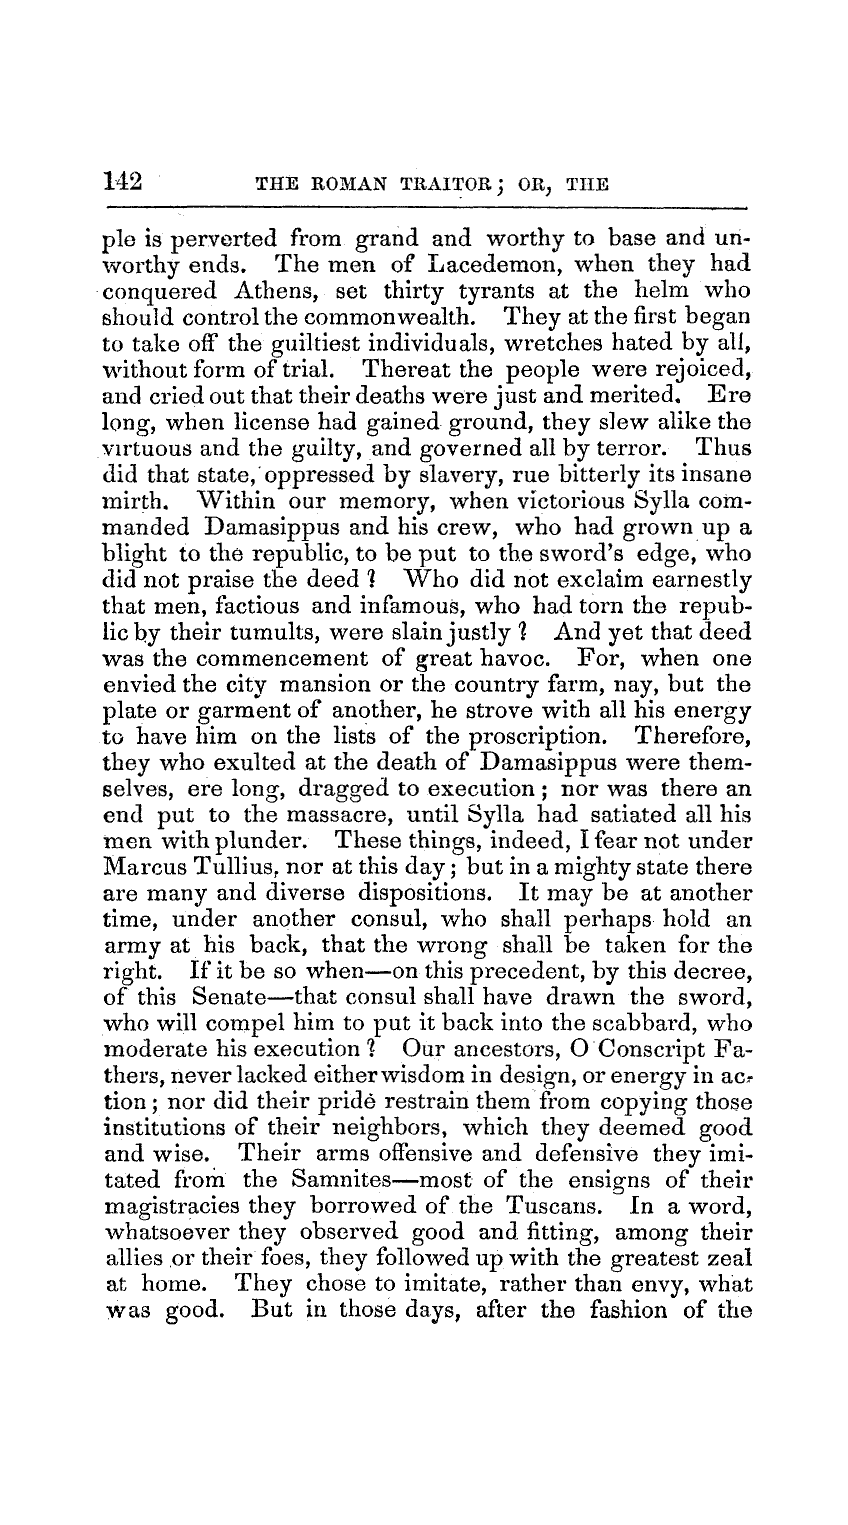 142 THE ROMAN TRAITOR; OR, THE
ple is perverted from grand and worthy to base and un-
worthy ends. The men of Lacedemon, when they had
conquered Athens, set thirty tyrants at the helm who
should control the commonwealth. They at the first began
to take off the guiltiest individuals, wretches hated by all,
without form of trial. Thereat the people were rejoiced,
and cried out that their deaths were just and merited. Ere
long, when license had gained ground, they slew alike the
virtuous and the guilty, and governed all by terror. Thus
did that state, oppressed by slavery, rue bitterly its insane
mirth. Within our memory, when victorious Sylla com-
manded Damasippus and his crew, who had grown up a
blight to the republic, to be put to the sword's edge, who
did not praise the deed? Who did not exclaim earnestly
that men, factious and infamous, who had torn the repub-
lic by their tumults, were slain justly? And yet that deed
was the commencement of great havoc. For, when one
envied the city mansion or the country farm, nay, but the
plate or garment of another, he strove with all his energy
to have him on the lists of the proscription. Therefore,
they who exulted at the death of Damasippus were them-
selves, ere long, dragged to execution; nor was there an
end put to the massacre, until Sylla had satiated all his
men with plunder. These things, indeed, I fear not under
Marcus Tullius, nor at this day; but in a mighty state there
are many and diverse dispositions. It may be at another
time, under another consul, who shall perhaps hold an
army at his back, that the wrong shall be taken for the
right. If it be so when—on this precedent, by this decree,
of this Senate—that consul shall have drawn the sword,
who will compel him to put it back into the scabbard, who
moderate his execution? Our ancestors, O Conscript Fa-
thers, never lacked either wisdom in design, or energy in ac-
tion; nor did their pride restrain them from copying those
institutions of their neighbors, which they deemed good
and wise. Their arms offensive and defensive they imi-
tated from the Samnites—most of the ensigns of their
magistracies they borrowed of the Tuscans. In a word,
whatsoever they observed good and fitting, among their
allies or their foes, they followed up with the greatest zeal
at home. They chose to imitate, rather than envy, what
was good. But in those days, after the fashion of the